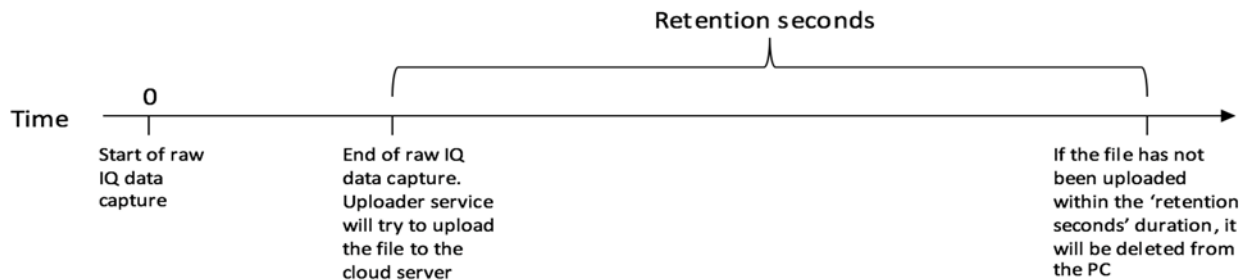 Retention seconds
0
Time
Start of raw
IQ data
capture
End of raw IQ
data capture.
Uploader service
will try to upload
the file to the
cloud server
If the file has not
been uploaded
within the ‘retention
seconds’ duration, it
will be deleted from
the PC